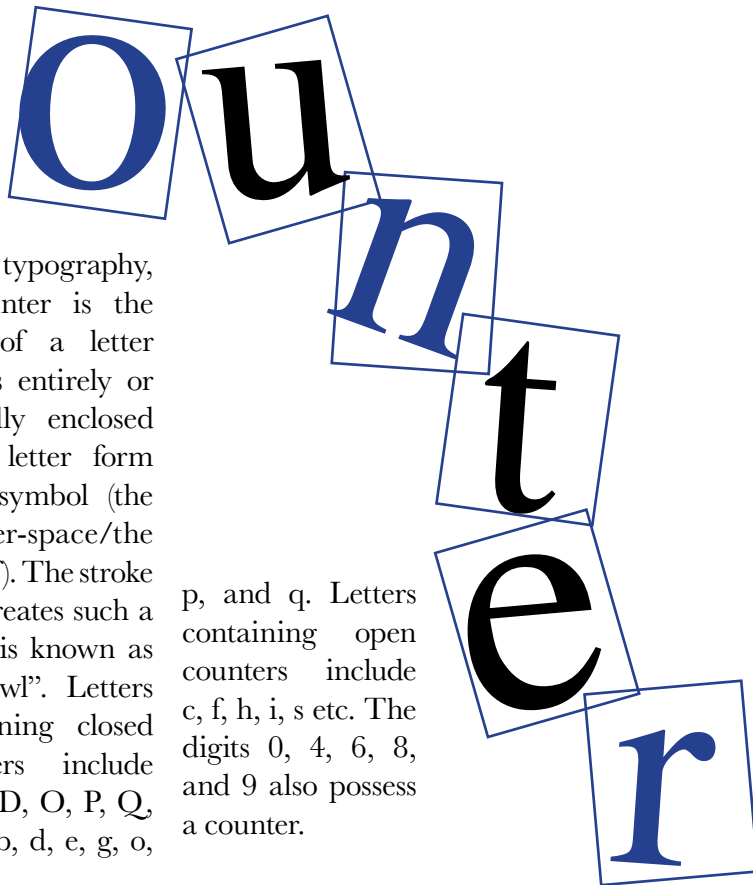 ounter
typography,
unter is the
of a letter
s entirely or
lly enclosed
letter form
symbol (the
er-space/the
”). The stroke
reates such a
is known as
wl”. Letters
ning closed
ers include
D, O, P, Q,
b, d, e, g, o,
p, and q. Letters
containing open
counters include
c, f, h, i, s etc. The
digits 0, 4, 6, 8,
and 9 also possess
a counter.